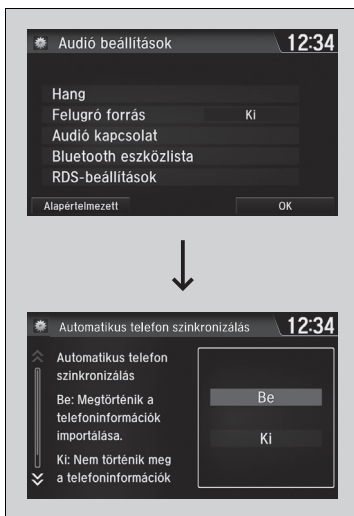 Audió beállítások 12:34
Hang
Felugró forrás Ki
Audió kapcsolat
Bluetooth eszközlista
RDS-beállítások
Alapértelmezett OK
Automatikus telefon szinkronizálás 12:34
Automatikus telefon
szinkronizálás
Be: Megtörténik a
telefoninformációk
importálása.
Ki: Nem történik meg
a telefoninformációk
Be
Ki